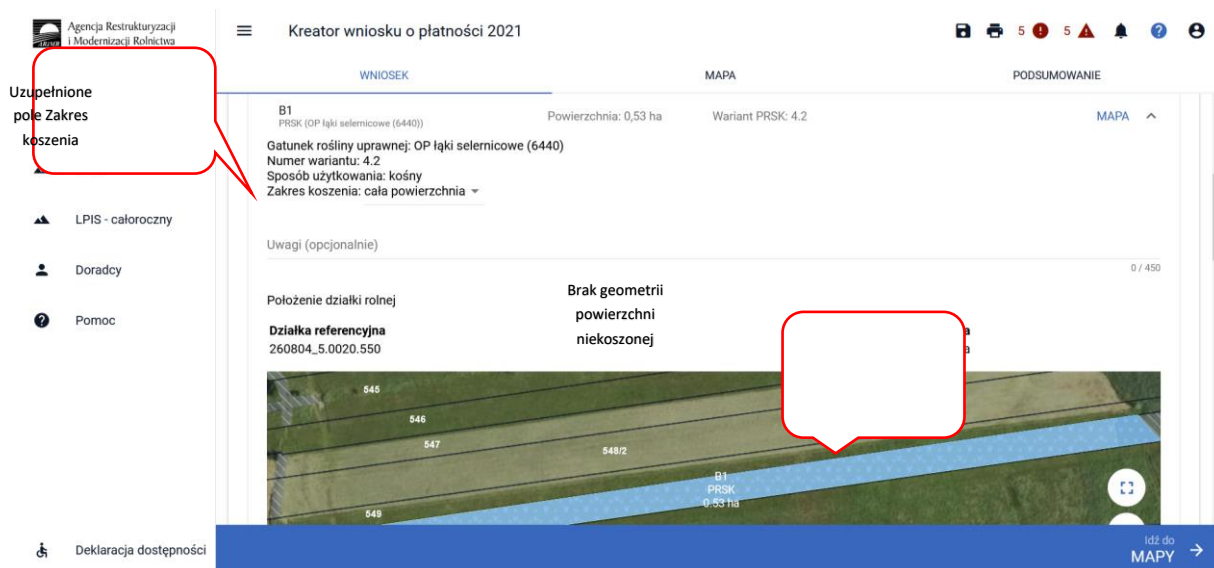 Agencja Restrukturyzacji
i Modernizacji Rolnictwa
ARiMR
Kreator wniosku o płatności 2021
5
5
WNIOSEK
MAPA
PODSUMOWANIE
Uzupełnione
pole Zakres
koszenia
B1
PRSK (OP łąki selernicowe (6440))
Powierzchnia: 0,53 ha
Wariant PRSK: 4.2
MAPA
Gatunek rośliny uprawnej: OP łąki selernicowe (6440)
Numer wariantu: 4.2
Sposób użytkowania: kośny
Zakres koszenia: cała powierzchnia
LPIS - całoroczny
Doradcy
Pomoc
Uwagi (opcjonalnie)
0 / 450
Brak geometrii
powierzchni
niekoszonej
Położenie działki rolnej
Działka referencyjna
260804_5.0020.550
545
546
547
548/2
B1
PRSK
0.53 ha
549
Deklaracja dostępności
Idź do
MAPY